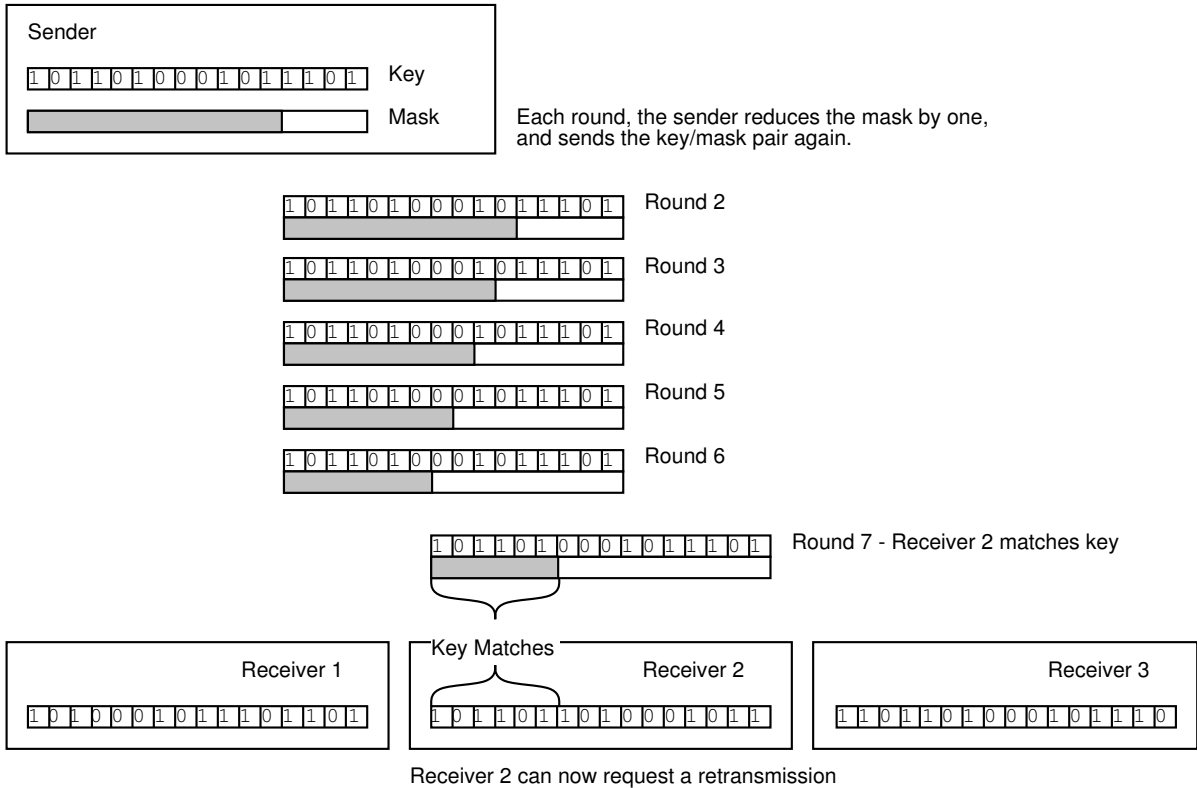 Sender
1 0 1 1 0 1 0 0 0 1 0 1 1 1 0 1 Key
Mask
Each round, the sender reduces the mask by one,
and sends the key/mask pair again.
1 0 1 1 0 1 0 0 0 1 0 1 1 1 0 1 Round 2
1 0 1 1 0 1 0 0 0 1 0 1 1 1 0 1 Round 3
1 0 1 1 0 1 0 0 0 1 0 1 1 1 0 1 Round 4
1 0 1 1 0 1 0 0 0 1 0 1 1 1 0 1 Round 5
1 0 1 1 0 1 0 0 0 1 0 1 1 1 0 1 Round 6
1 0 1 1 0 1 0 0 0 1 0 1 1 1 0 1 Round 7 - Receiver 2 matches key
Key Matches
Receiver 1
1 0 1 0 0 0 1 0 1 1 1 0 1 1 0 1
Receiver 2
1 0 1 1 0 1 1 0 1 0 0 0 1 0 1 1
Receiver 3
1 1 0 1 1 0 1 0 0 0 1 0 1 1 1 0
Receiver 2 can now request a retransmission